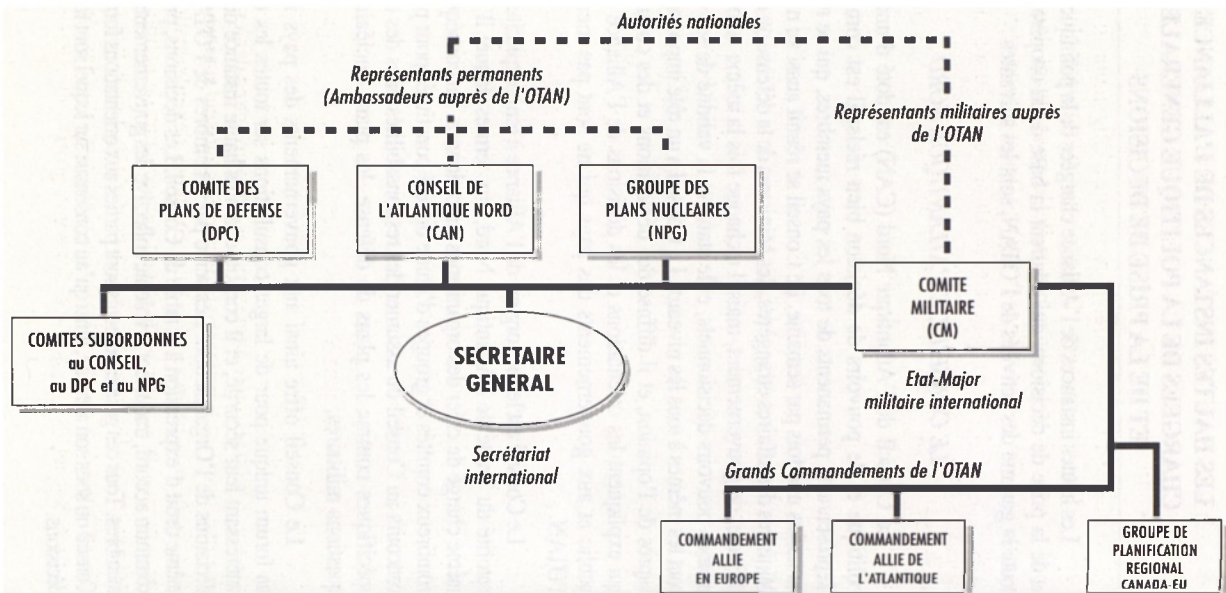 Autorités nationales
Représentants permanents
(Ambassadeurs auprès de l'OTAN)
Représentants militaires auprès
de l'OTAN
COMITE DES
PLANS DE DEFENSE
(DPC)
CONSEIL DE
L'ATLANTIQUE NORD
(CAN)
GROUPE DES
PLANS NUCLEAIRES
(NPG)
COMITE
MILITAIRE
(CM)
COMITES SUBORDONNES
au CONSEIL,
au DPC et au NPG
SECRETAIRE
GENERAL
Etat-Major
militaire international
Secrétariat
international
Grands Commandements de l'OTAN
COMMANDEMENT
ALLIE
EN EUROPE
COMMANDEMENT
ALLIE DE
L'ATLANTIQUE
GROUPE DE
PLANIFICATION
REGIONAL
CANADA-EU